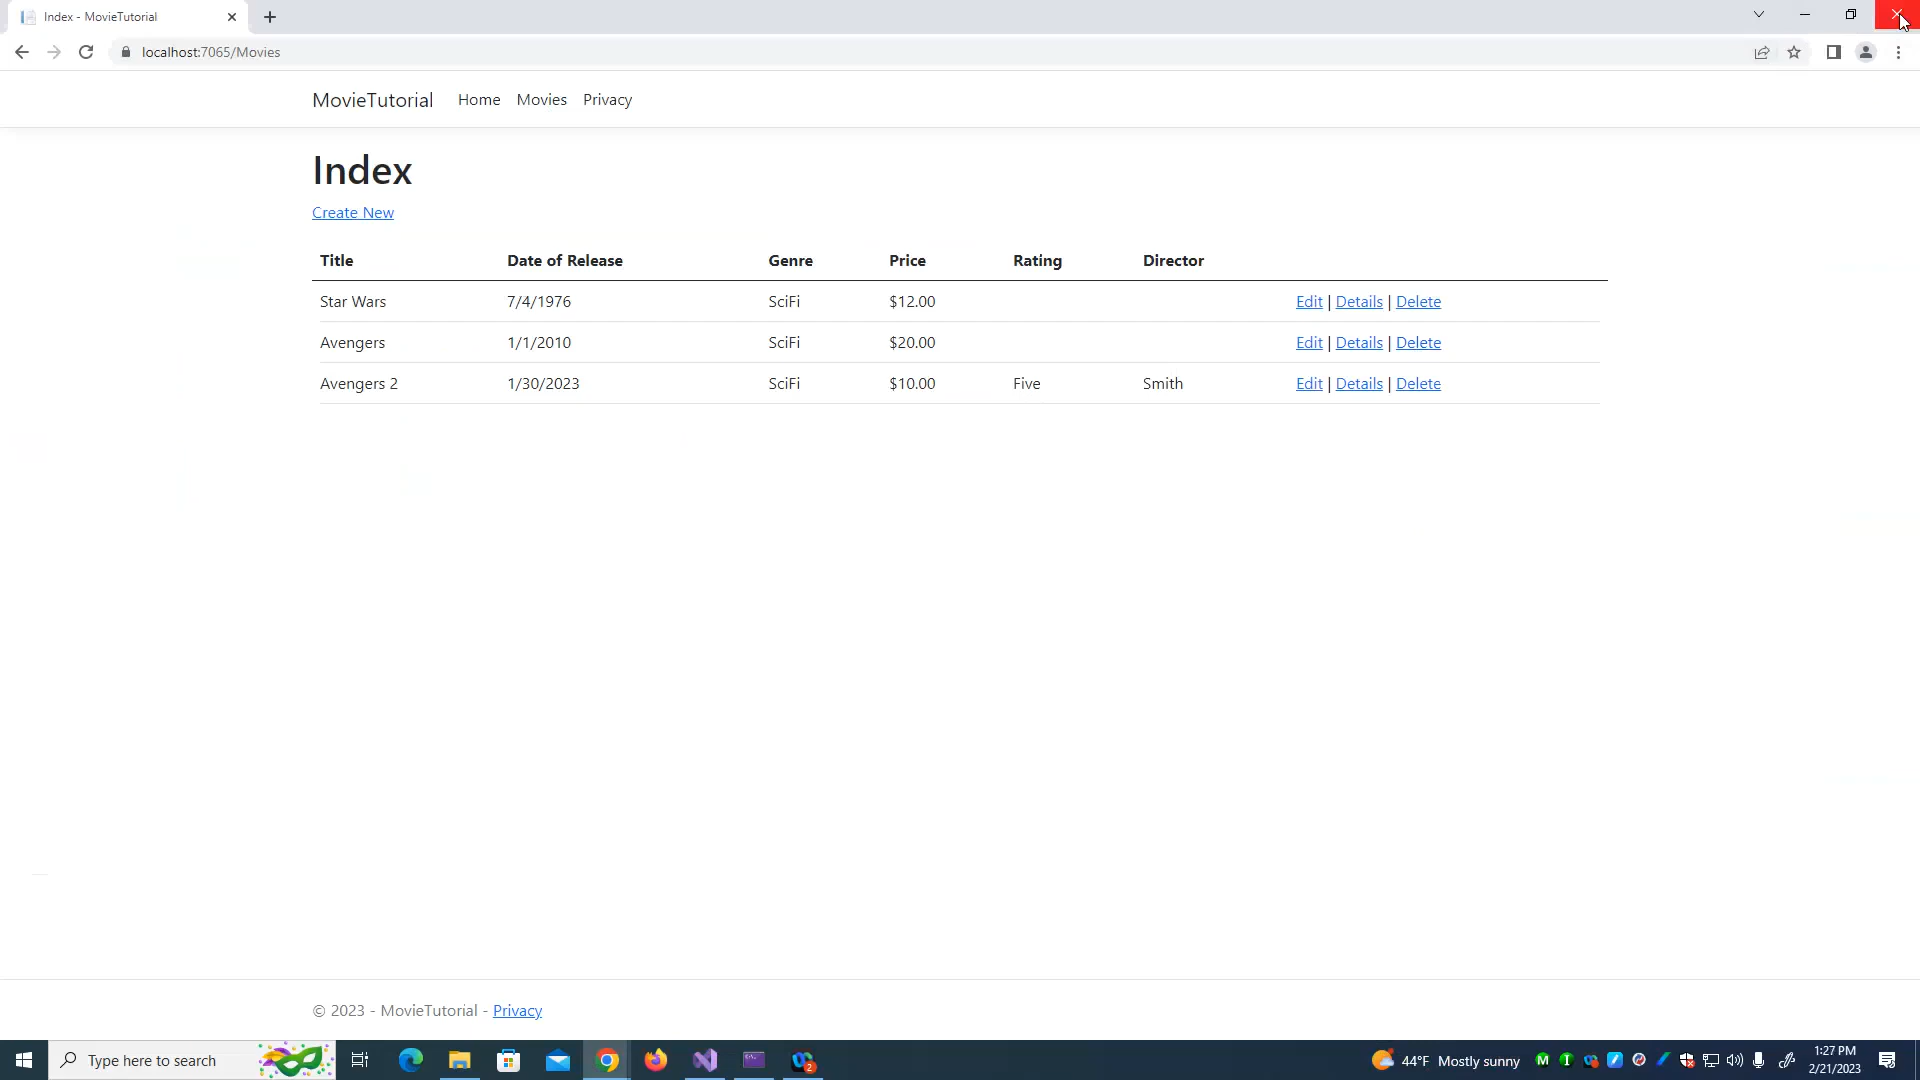 Index - MovieTutorial
localhost:7065/Movies
MovieTutorial Home Movies Privacy
Index
Create New
Title Date of Release Genre Price Rating Director
Star Wars 7/4/1976 SciFi $12.00 Edit | Details | Delete
Avengers 1/1/2010 SciFi $20.00 Edit | Details | Delete
Avengers 2 1/30/2023 SciFi $10.00 Five Smith Edit | Details | Delete
© 2023 - MovieTutorial - Privacy
Type here to search
2
44°F Mostly sunny
M
1:27 PM
2/21/2023